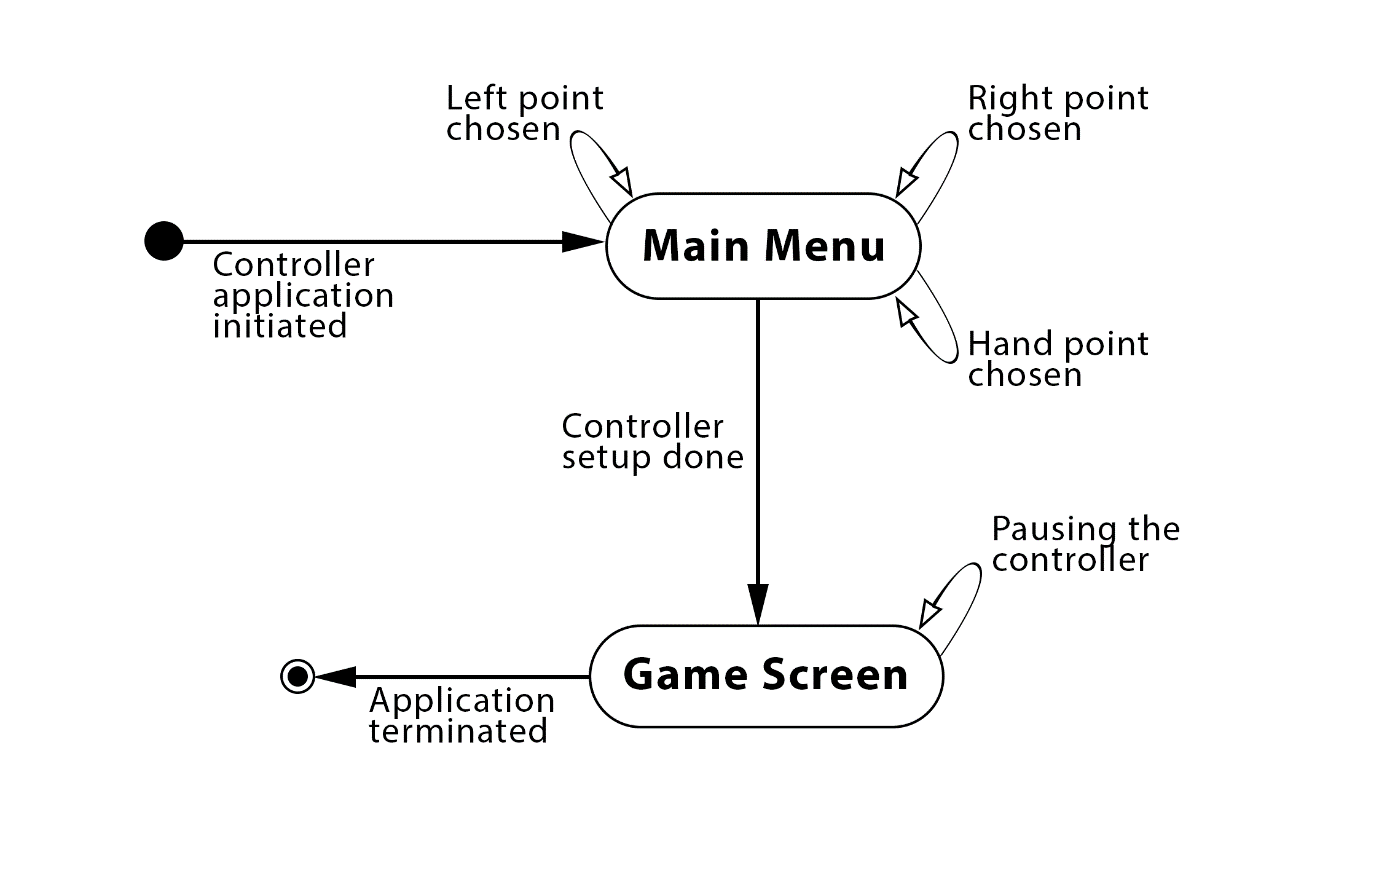 Left point
chosen
Right point
chosen
Main Menu
Controller
application
initiated
Hand point
chosen
Controller
setup done
Pausing the
controller
Game Screen
Application
terminated